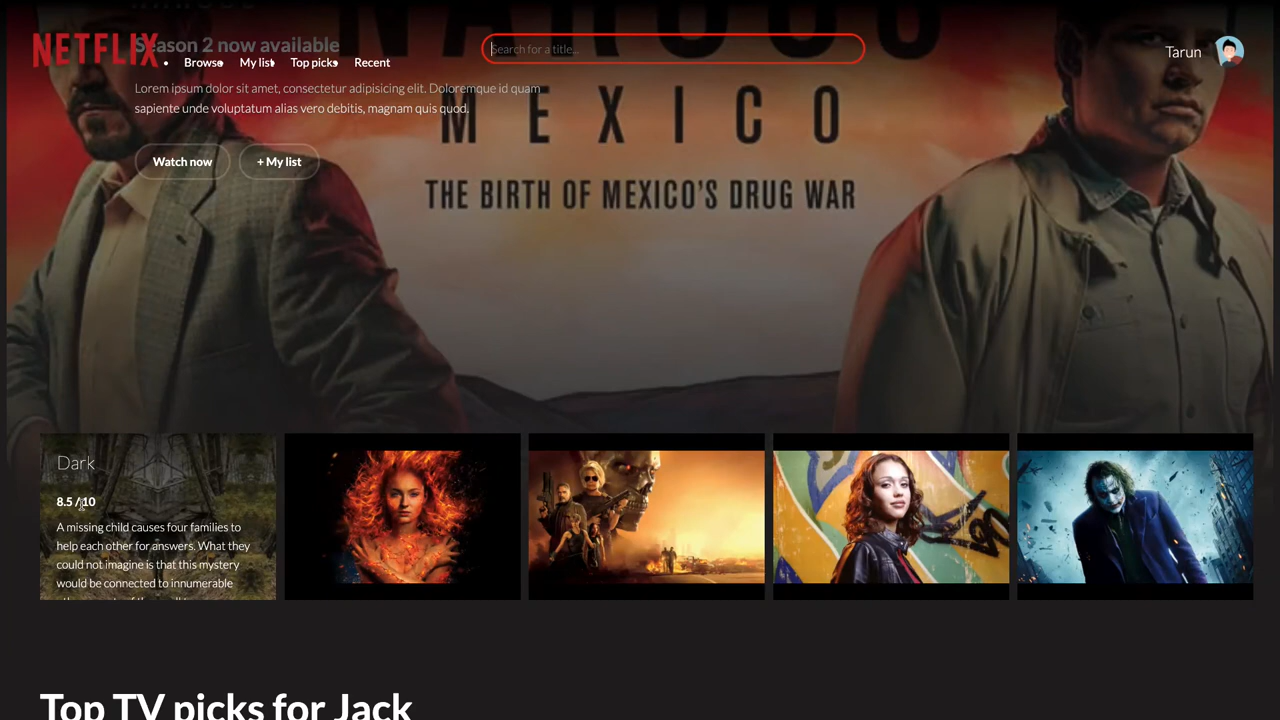 NARCOS
NETFLIX
Season 2 now available
Browse
My list
Top picks
Recent
Search for a title...
Tarun
Lorem ipsum dolor sit amet, consectetur adipisicing elit. Doloremque id quam
sapiente unde voluptatum alias vero debitis, magnam quis quod.
MEXICO
Watch now
+ My list
THE BIRTH OF MEXICO'S DRUG WAR
Dark
8.5 / 10
A missing child causes four families to
help each other for answers. What they
could not imagine is that this mystery
would be connected to innumerable
Top TV picks for Jack